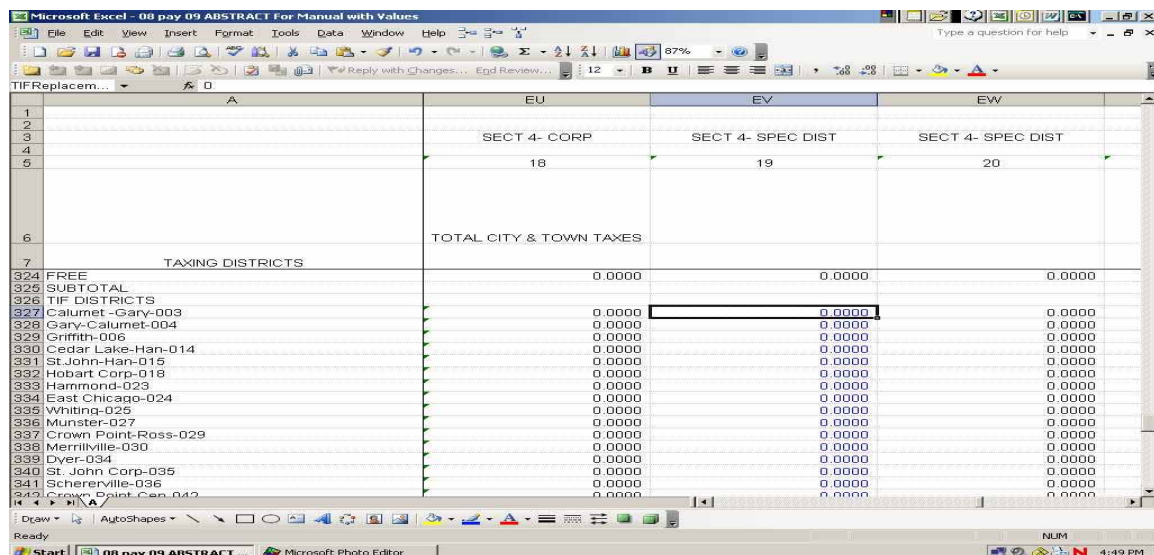 Microsoft Excel - 08 pay 09 ABSTRACT For Manual with Values
File Edit View Insert Format Tools Data Window Help Type a question for help
87%
Reply with Changes... End Review... 12 B U
TIFReplacem... fx 0
A EU EV EW
1
2
3 SECT 4- CORP SECT 4- SPEC DIST SECT 4- SPEC DIST
4
5 18 19 20
6 TOTAL CITY & TOWN TAXES
7 TAXING DISTRICTS
324 FREE 0.0000 0.0000 0.0000
325 SUBTOTAL
326 TIF DISTRICTS
327 Calumet -Gary-003 0.0000 0.0000 0.0000
328 Gary-Calumet-004 0.0000 0.0000 0.0000
329 Griffith-006 0.0000 0.0000 0.0000
330 Cedar Lake-Han-014 0.0000 0.0000 0.0000
331 St.John-Han-015 0.0000 0.0000 0.0000
332 Hobart Corp-018 0.0000 0.0000 0.0000
333 Hammond-023 0.0000 0.0000 0.0000
334 East Chicago-024 0.0000 0.0000 0.0000
335 Whiting-025 0.0000 0.0000 0.0000
336 Munster-027 0.0000 0.0000 0.0000
337 Crown Point-Ross-029 0.0000 0.0000 0.0000
338 Merrillville-030 0.0000 0.0000 0.0000
339 Dyer-034 0.0000 0.0000 0.0000
340 St. John Corp-035 0.0000 0.0000 0.0000
341 Schererville-036 0.0000 0.0000 0.0000
342 Crown Point Cen-042 0.0000 0.0000 0.0000
A
Draw AutoShapes
Ready NUM
Start 08 pay 09 ABSTRACT ... Microsoft Photo Editor 4:49 PM